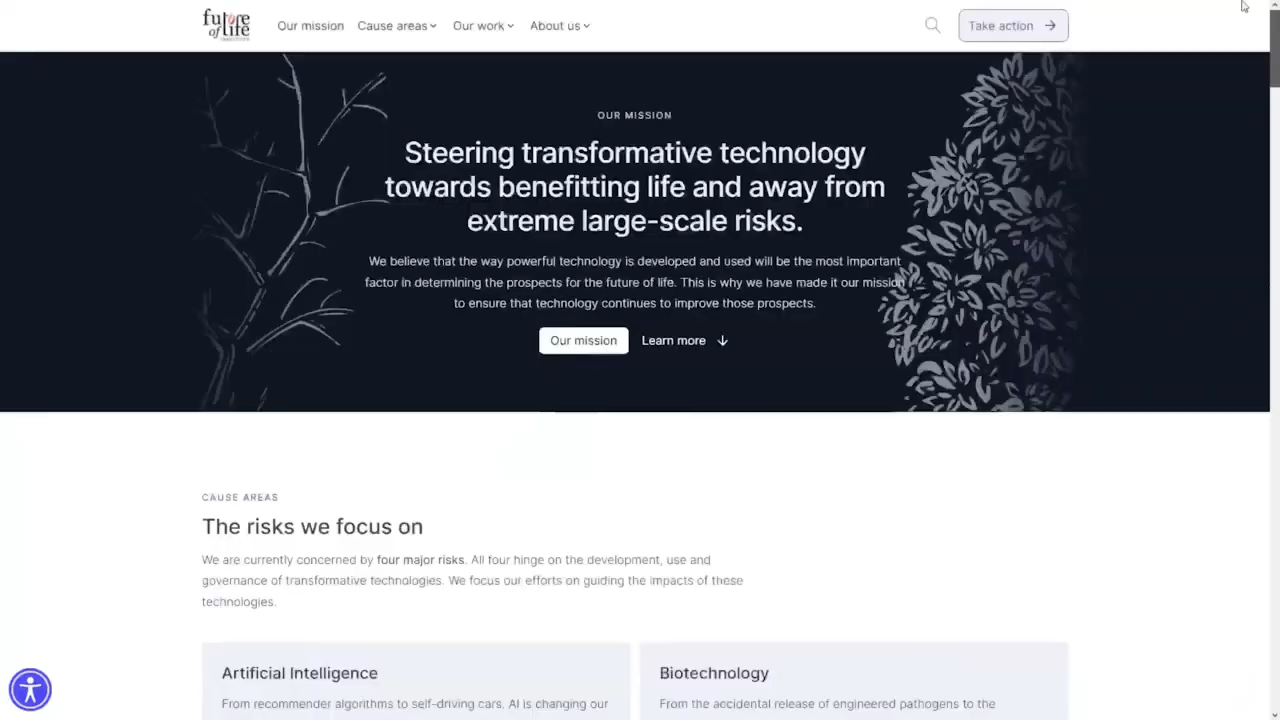 future
of life
Our mission
Cause areas
Our work
About us
Take action
OUR MISSION
Steering transformative technology
towards benefitting life and away from
extreme large-scale risks.
We believe that the way powerful technology is developed and used will be the most important
factor in determining the prospects for the future of life. This is why we have made it our mission
to ensure that technology continues to improve those prospects.
Our mission
Learn more
CAUSE AREAS
The risks we focus on
We are currently concerned by four major risks. All four hinge on the development, use and
governance of transformative technologies. We focus our efforts on guiding the impacts of these
technologies.
Artificial Intelligence
From recommender algorithms to self-driving cars. AI is changing our
Biotechnology
From the accidental release of engineered pathogens to the